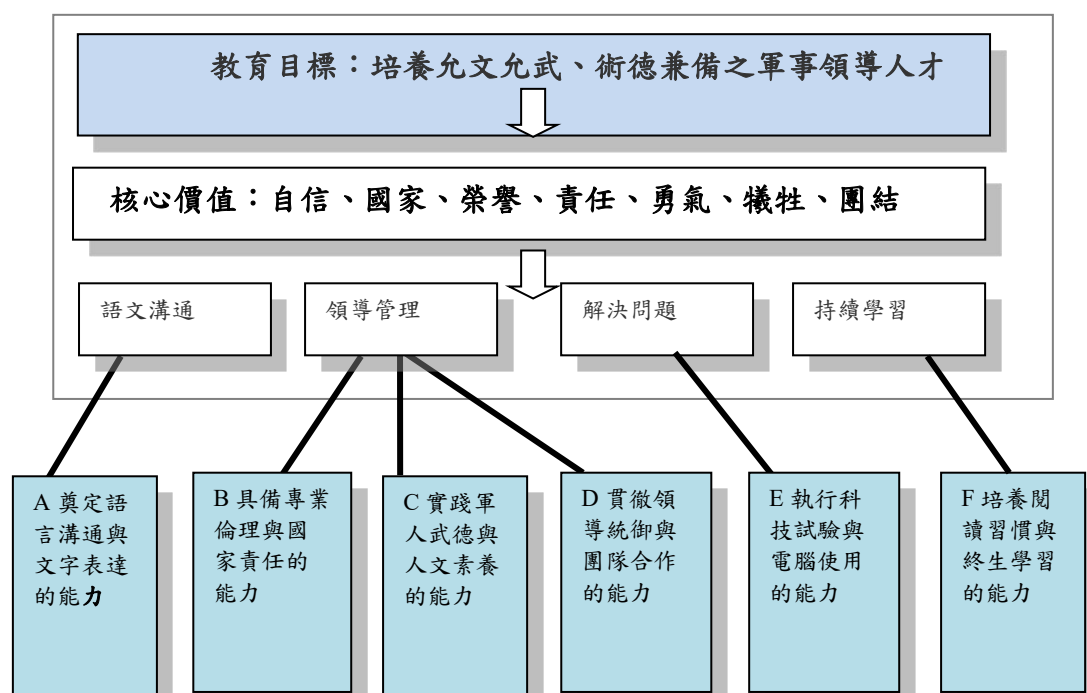 教育目標：培養允文允武、術德兼備之軍事領導人才
核心價值：自信、國家、榮譽、責任、勇氣、犧牲、團結
語文溝通
領導管理
解決問題
持續學習
A 奠定語
言溝通與
文字表達
的能力
B 具備專業
倫理與國
家責任的
能力
C 實踐軍
人武德與
人文素養
的能力
D 貫徹領
導統御與
團隊合作
的能力
E 執行科
技試驗與
電腦使用
的能力
F 培養閱
讀習慣與
終生學習
的能力